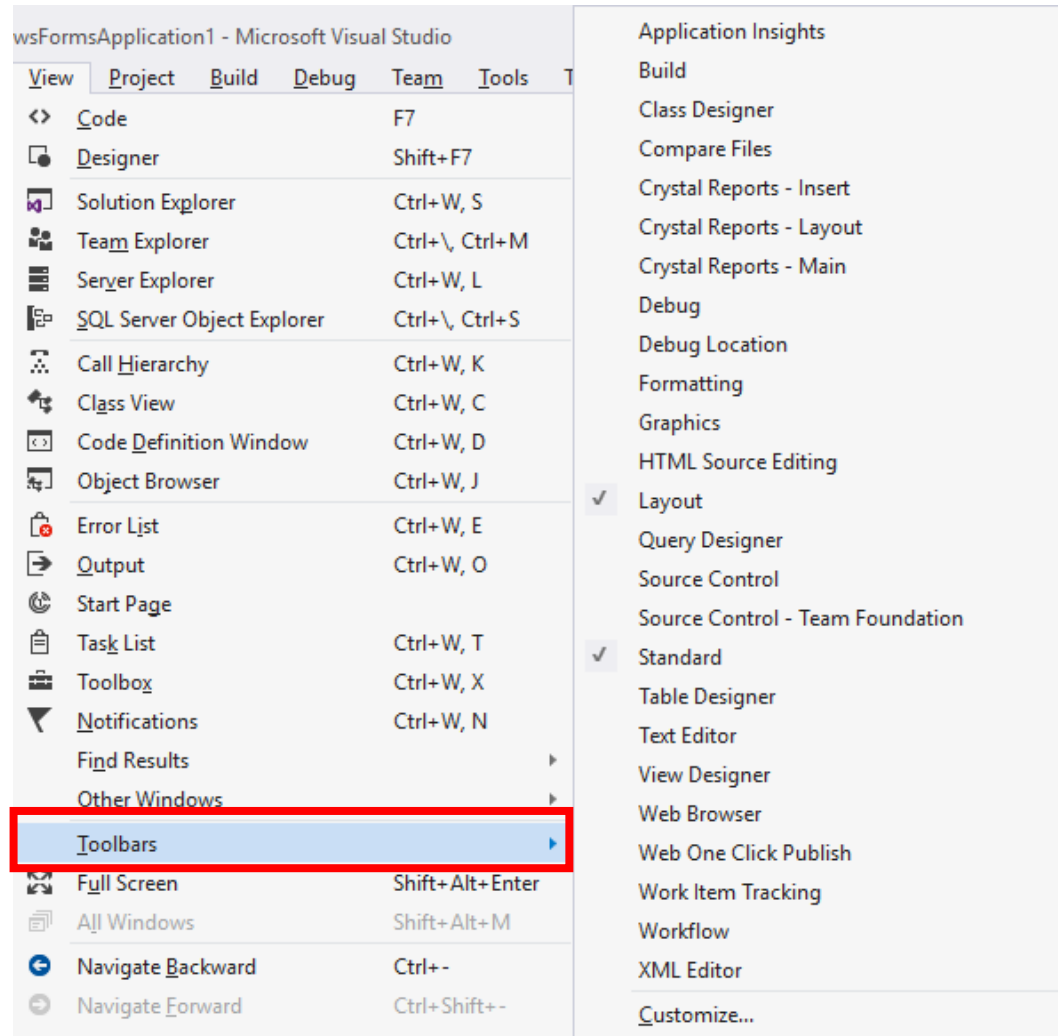 wsFormsApplication1 - Microsoft Visual Studio
View Project Build Debug Team Tools T
Code F7
Designer Shift+F7
Solution Explorer Ctrl+W, S
Team Explorer Ctrl+\, Ctrl+M
Server Explorer Ctrl+W, L
SQL Server Object Explorer Ctrl+\, Ctrl+S
Call Hierarchy Ctrl+W, K
Class View Ctrl+W, C
Code Definition Window Ctrl+W, D
Object Browser Ctrl+W, J
Error List Ctrl+W, E
Output Ctrl+W, O
Start Page
Task List Ctrl+W, T
Toolbox Ctrl+W, X
Notifications Ctrl+W, N
Find Results
Other Windows
Toolbars
Full Screen Shift+Alt+Enter
All Windows Shift+Alt+M
Navigate Backward Ctrl+-
Navigate Forward Ctrl+Shift+-
Application Insights
Build
Class Designer
Compare Files
Crystal Reports - Insert
Crystal Reports - Layout
Crystal Reports - Main
Debug
Debug Location
Formatting
Graphics
HTML Source Editing
Layout
Query Designer
Source Control
Source Control - Team Foundation
Standard
Table Designer
Text Editor
View Designer
Web Browser
Web One Click Publish
Work Item Tracking
Workflow
XML Editor
Customize...